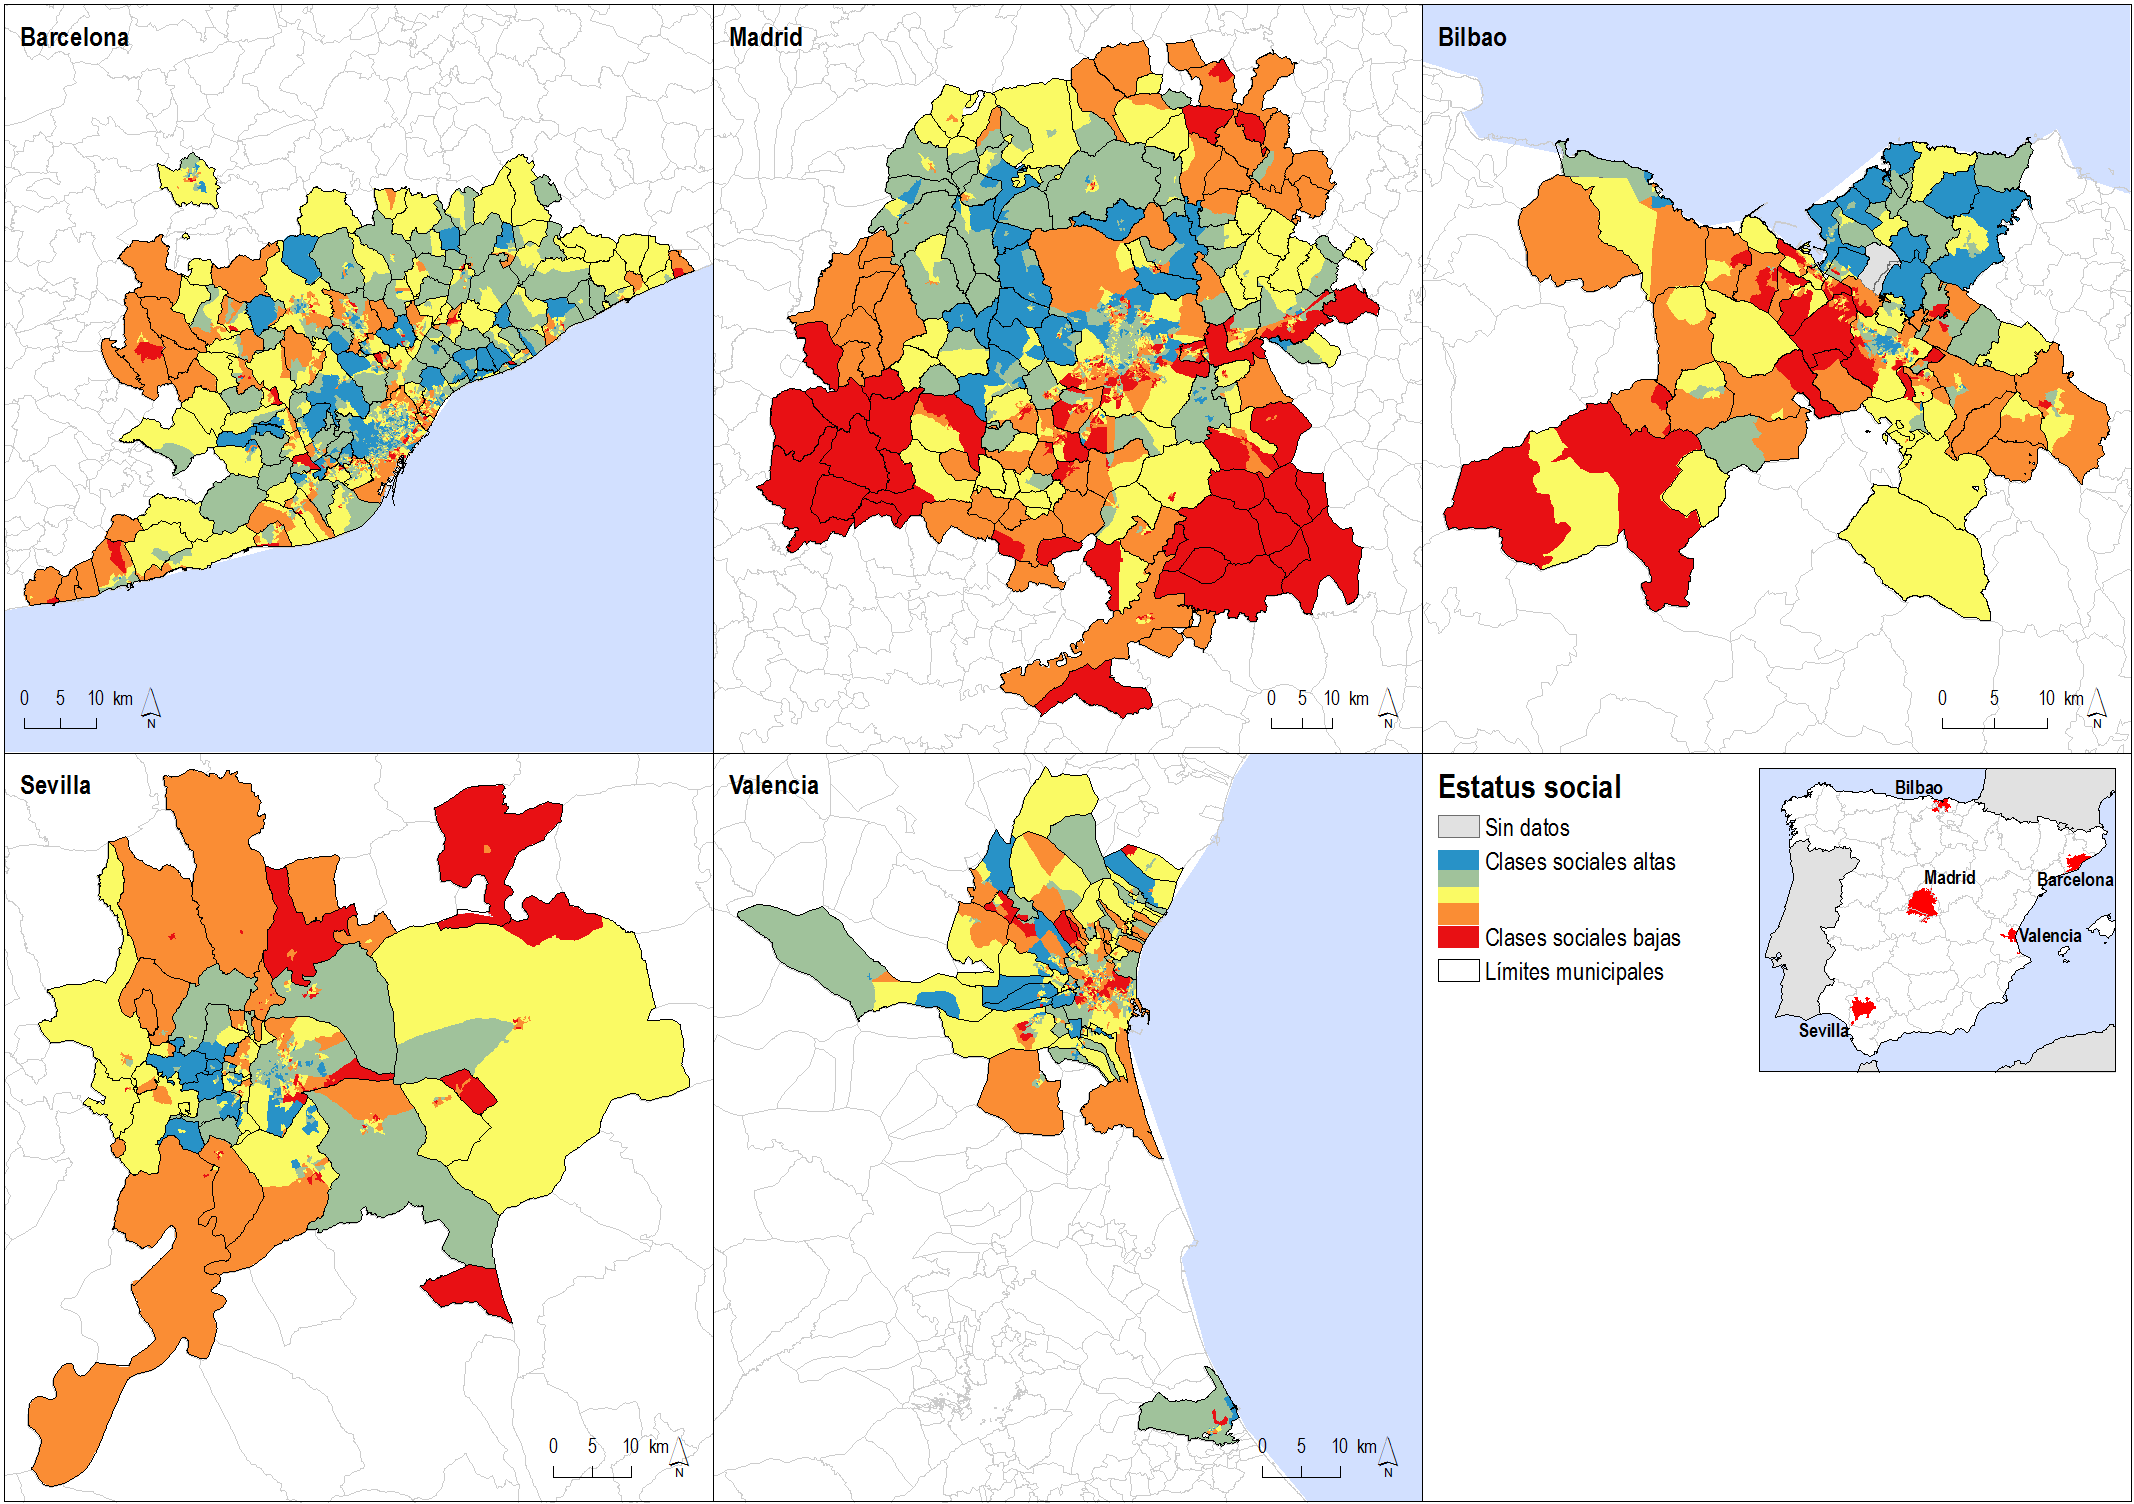 Barcelona
Madrid
Bilbao
0 5 10 km
N
0 5 10 km
N
0 5 10 km
N
Sevilla
Valencia
Estatus social
Sin datos
Clases sociales altas
Clases sociales bajas
Límites municipales
Bilbao
Madrid
Barcelona
Valencia
Sevilla
0 5 10 km
N
0 5 10 km
N